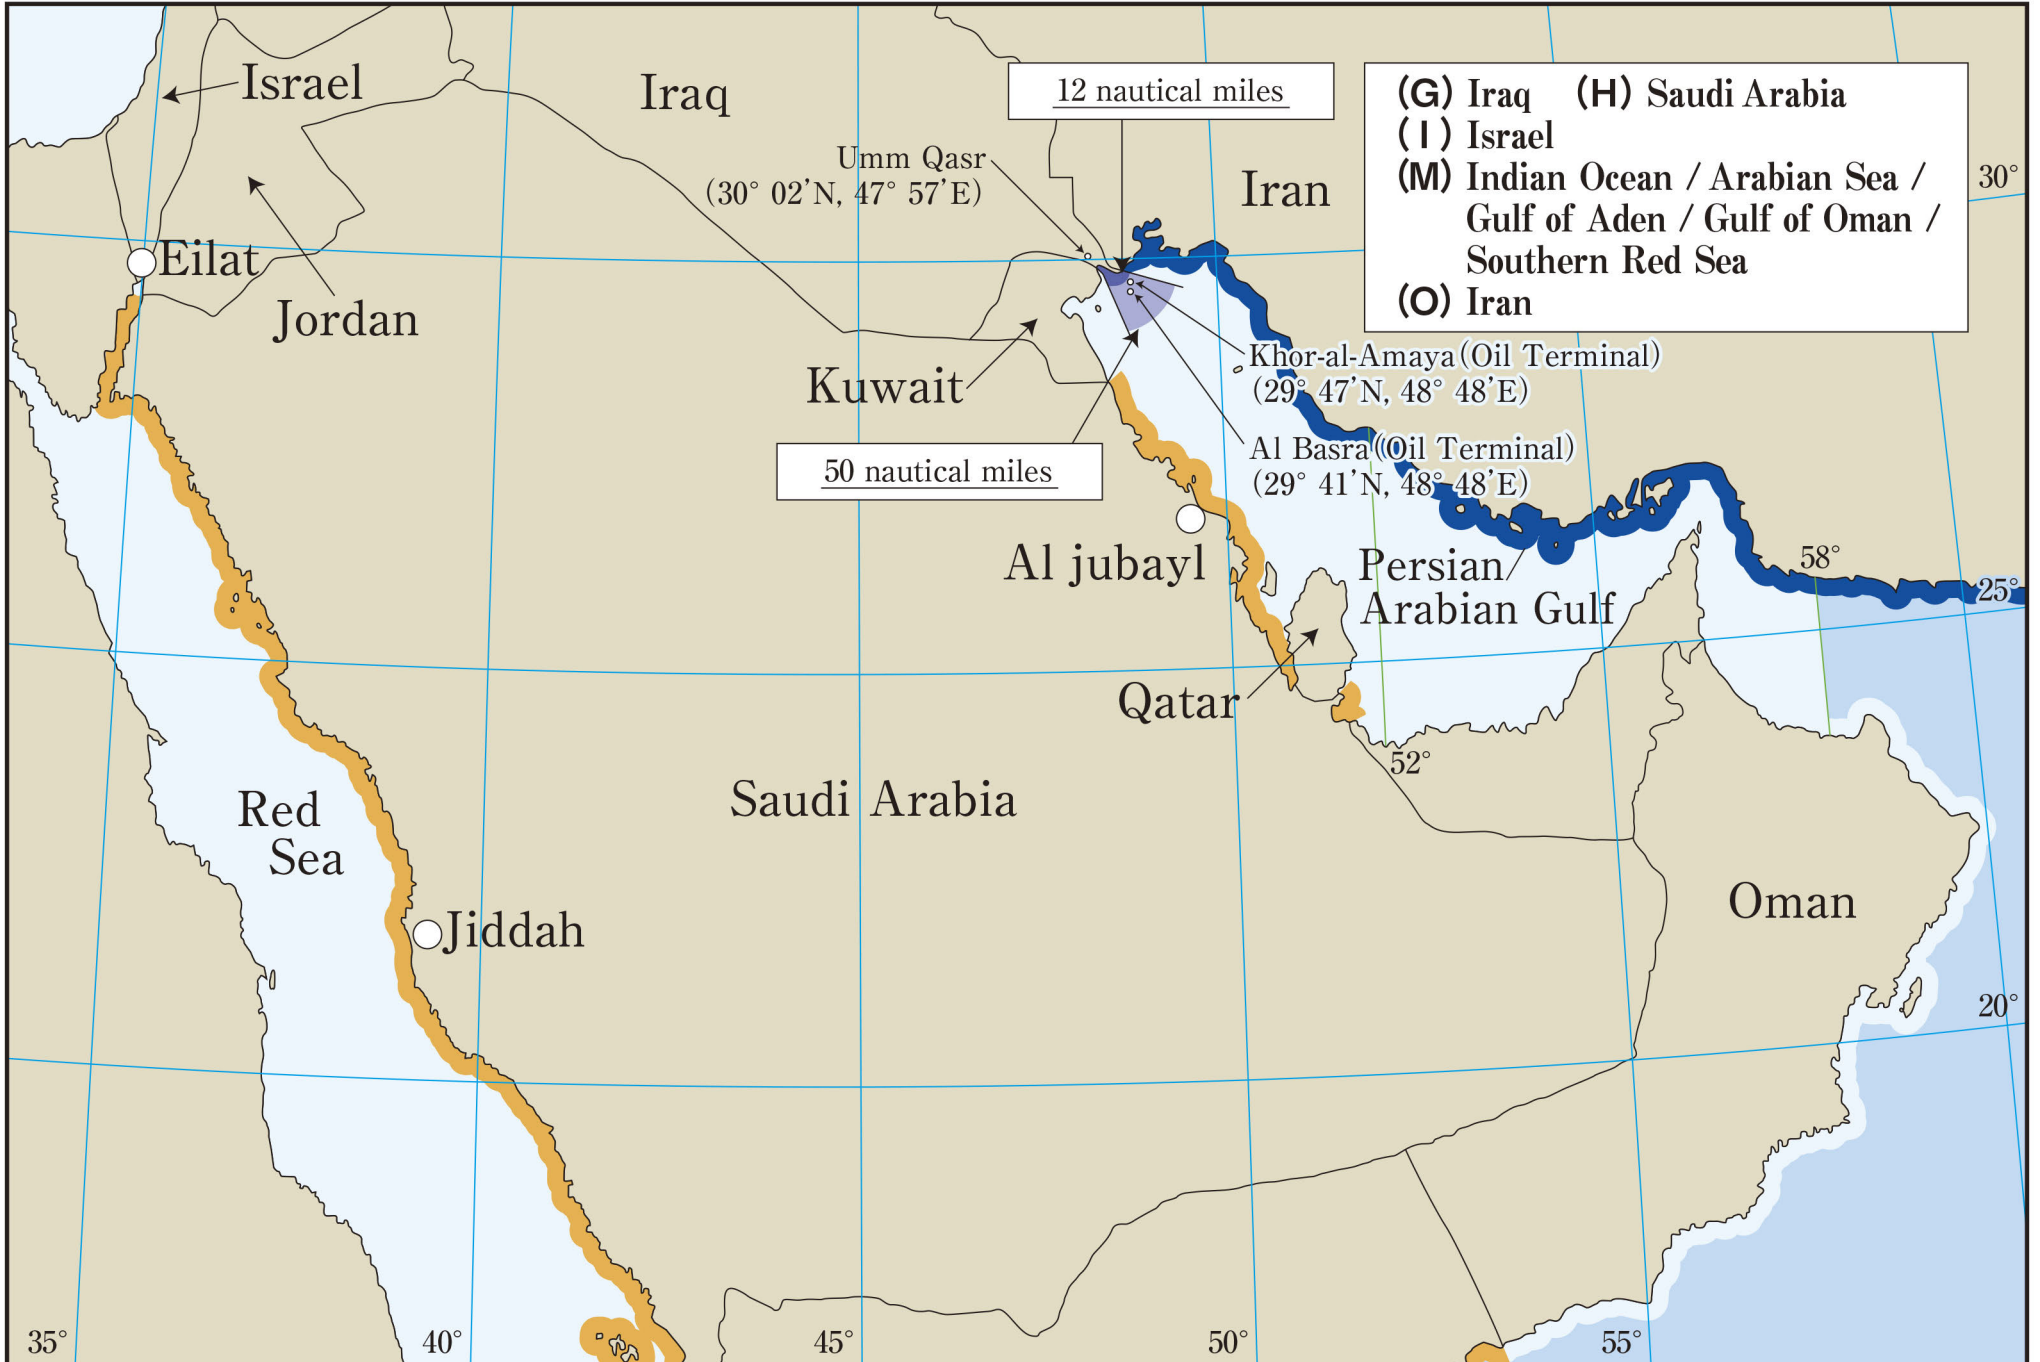 Israel
Iraq
12 nautical miles
(G) Iraq (H) Saudi Arabia
(I) Israel
(M) Indian Ocean / Arabian Sea /
Gulf of Aden / Gulf of Oman /
Southern Red Sea
(O) Iran
30°
Umm Qasr
(30° 02’N, 47° 57’E)
Iran
Eilat
Jordan
Kuwait
Khor-al-Amaya(Oil Terminal)
(29° 47’N, 48° 48’E)
Al Basra(Oil Terminal)
(29° 41’N, 48° 48’E)
50 nautical miles
Al jubayl
Persian
Arabian Gulf
58°
25°
Qatar
52°
Red
Sea
Saudi Arabia
Oman
Jiddah
20°
35°
40°
45°
50°
55°